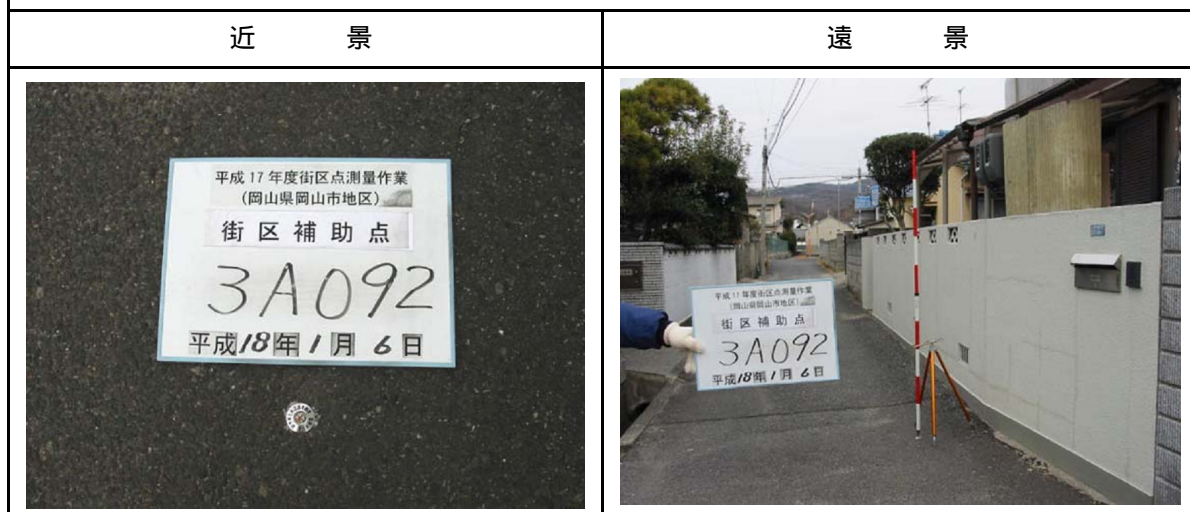 近 景
遠 景
平成17年度街区点測量作業
(岡山県岡山市地区)
街区補助点
3A092
平成18年1月6日
平成17年度街区点測量作業
(岡山県岡山市地区)
街区補助点
3A092
平成18年1月6日